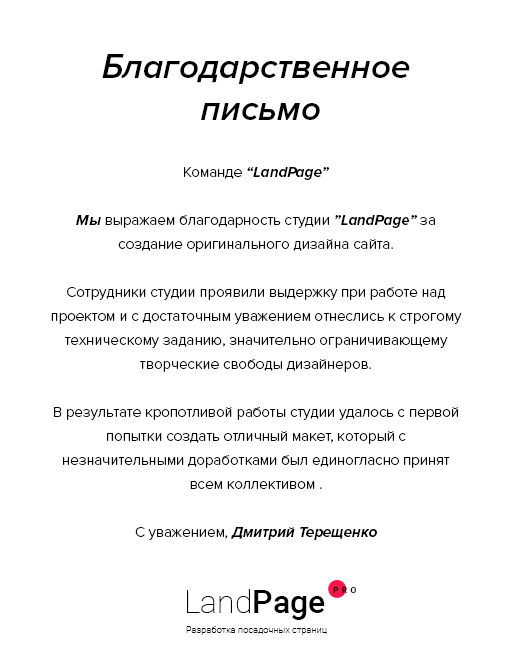 Благодарственное
письмо
Команде “LandPage”
Мы выражаем благодарность студии ”LandPage” за
создание оригинального дизайна сайта.
Сотрудники студии проявили выдержку при работе над
проектом и с достаточным уважением отнеслись к строгому
техническому заданию, значительно ограничивающему
творческие свободы дизайнеров.
В результате кропотливой работы студии удалось с первой
попытки создать отличный макет, который с
незначительными доработками был единогласно принят
всем коллективом .
С уважением, Дмитрий Терещенко
LandPage PRO
Разработка посадочных страниц